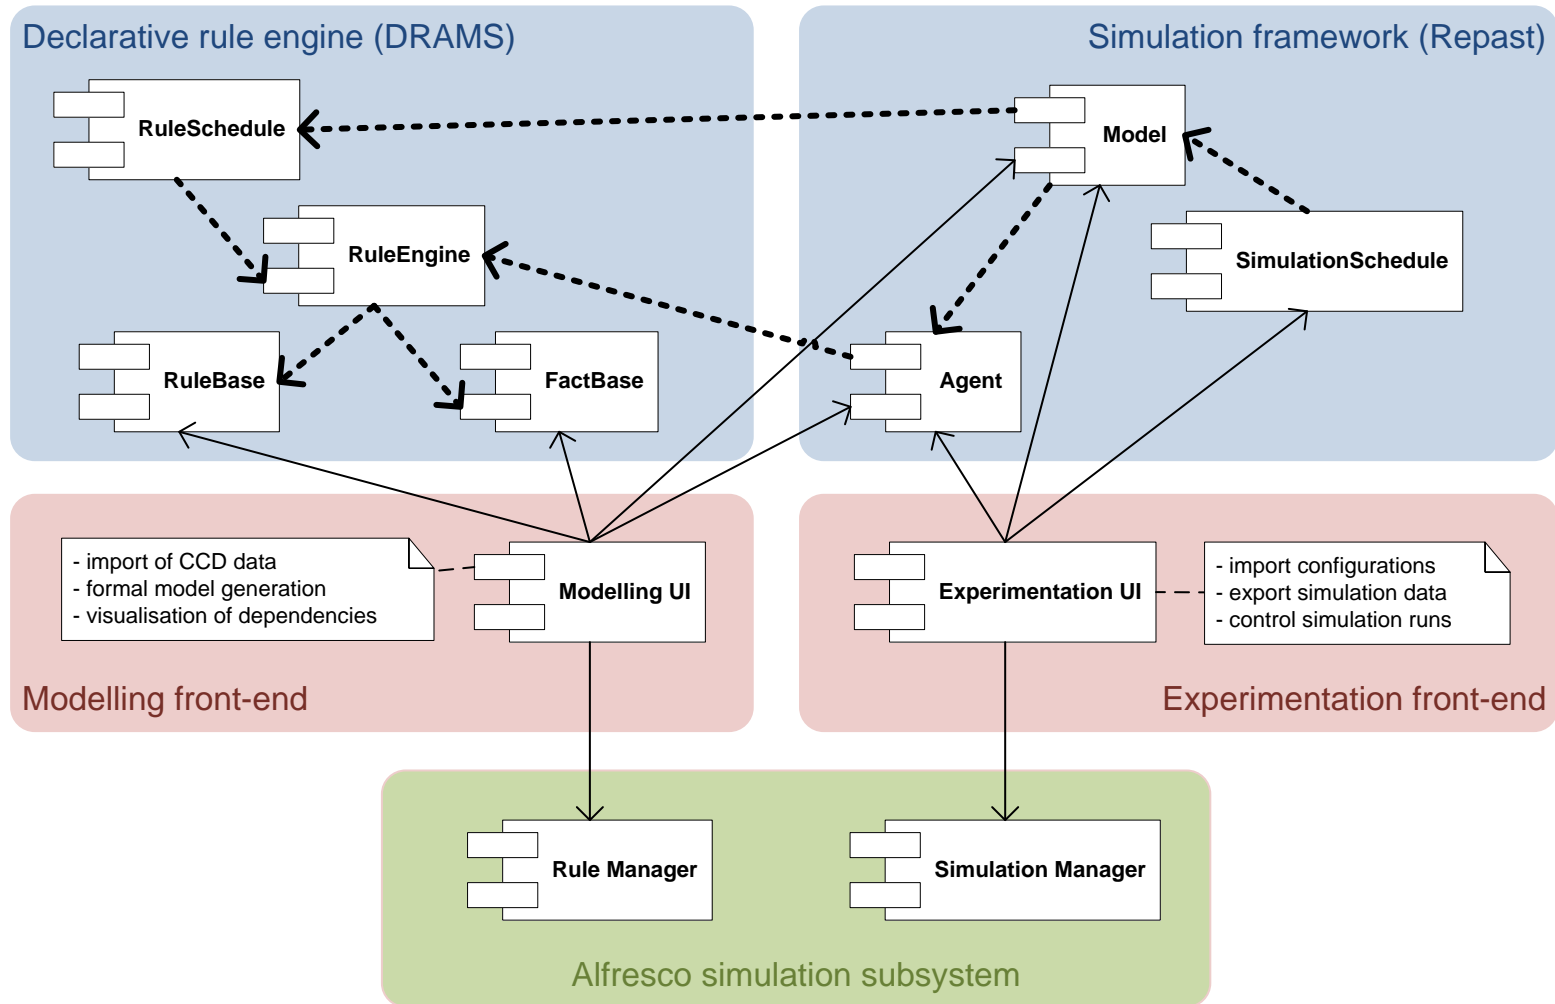 Declarative rule engine (DRAMS)
Simulation framework (Repast)
RuleSchedule
Model
RuleEngine
SimulationSchedule
RuleBase
FactBase
Agent
- import of CCD data
- formal model generation
- visualisation of dependencies
Modelling UI
Experimentation UI
- import configurations
- export simulation data
- control simulation runs
Modelling front-end
Experimentation front-end
Rule Manager
Simulation Manager
Alfresco simulation subsystem